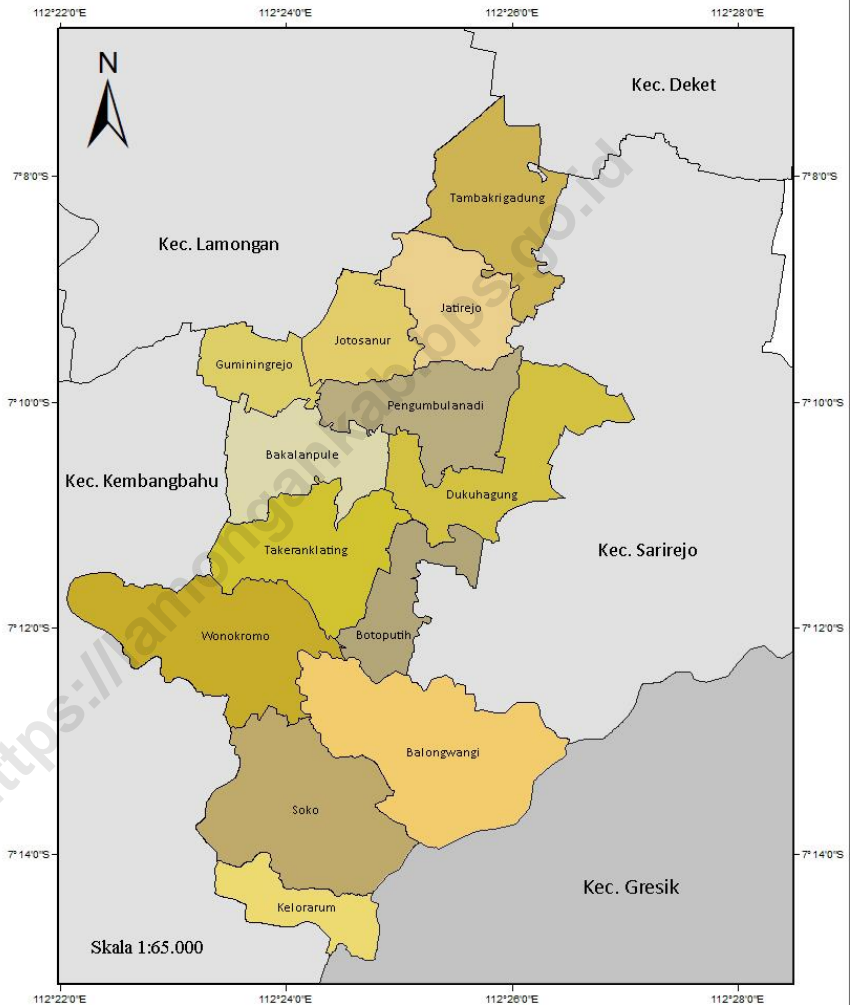 112°22'0"E
112°24'0"E
112°26'0"E
112°28'0"E
N
Kec. Deket
7°8'0"S
7°8'0"S
Tambakrigadung
Kec. Lamongan
Jatirejo
Jotosanur
Guminingrejo
7°10'0"S
Pengumbulanadi
7°10'0"S
Bakalanpule
Kec. Kembangbahu
Dukuhagung
Takeranklating
Kec. Sarirejo
7°12'0"S
Wonokromo
Botoputih
7°12'0"S
Balongwangi
Soko
7°14'0"S
7°14'0"S
Kec. Gresik
Kelorarum
Skala 1:65.000
112°22'0"E
112°24'0"E
112°26'0"E
112°28'0"E
https://lamongankab.bps.go.id